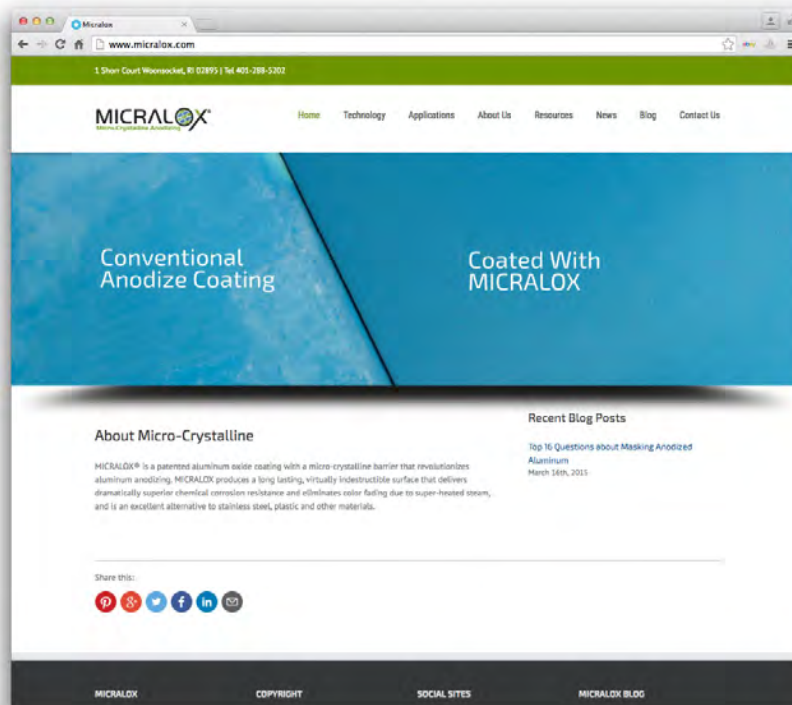 Micralox
www.micralox.com
1 Shorr Court Woonsocket, RI 02895 | Tel 401-288-5202
MICRALOX®
Micro-Crystalline Anodizing
Home Technology Applications About Us Resources News Blog Contact Us
Conventional
Anodize Coating
Coated With
MICRALOX
About Micro-Crystalline
MICRALOX® is a patented aluminum oxide coating with a micro-crystalline barrier that revolutionizes
aluminum anodizing. MICRALOX produces a long lasting, virtually indestructible surface that delivers
dramatically superior chemical corrosion resistance and eliminates color fading due to super-heated steam,
and is an excellent alternative to stainless steel, plastic and other materials.
Recent Blog Posts
Top 16 Questions about Masking Anodized
Aluminum
March 16th, 2015
Share this:
MICRALOX COPYRIGHT SOCIAL SITES MICRALOX BLOG